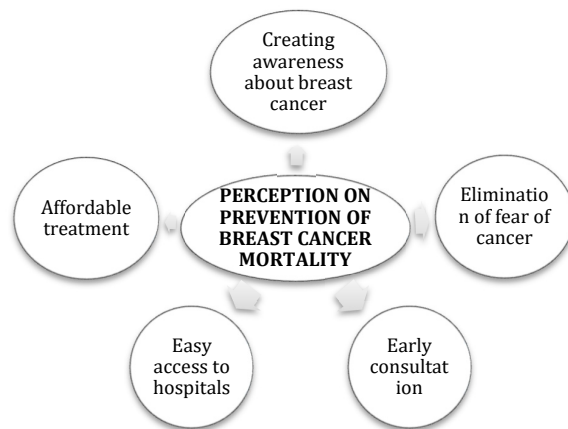 Creating
awareness
about breast
cancer
Affordable
treatment
PERCEPTION ON
PREVENTION OF
BREAST CANCER
MORTALITY
Eliminatio
n of fear of
cancer
Easy
access to
hospitals
Early
consultat
ion